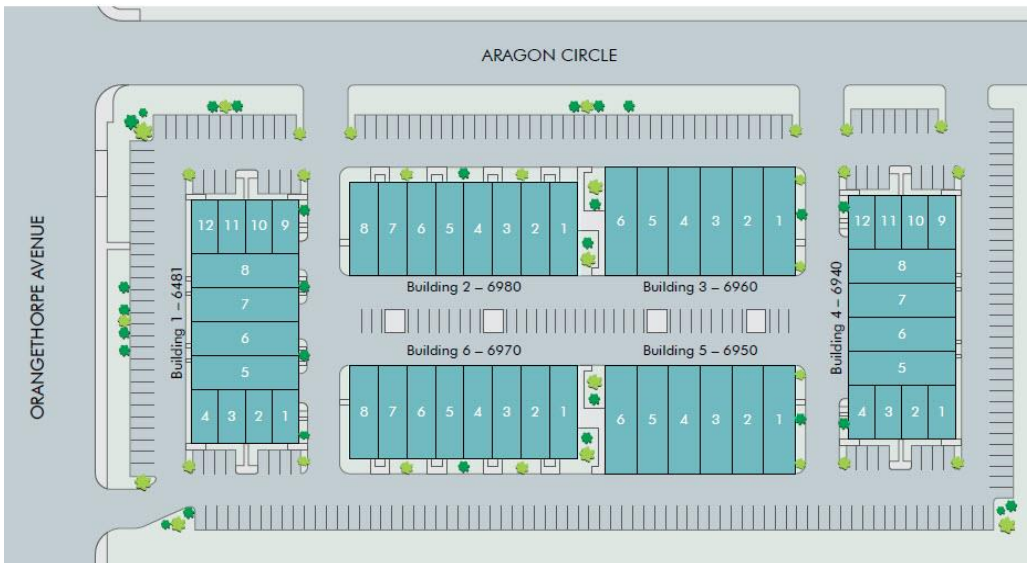 ARAGON CIRCLE
ORANGETHORPE AVENUE
12 11 10 9
8
7
6
5
4 3 2 1
Building 1 – 6481
8 7 6 5 4 3 2 1
Building 2 – 6980
6 5 4 3 2 1
Building 3 – 6960
12 11 10 9
8
7
6
5
4 3 2 1
Building 4 – 6940
Building 6 – 6970
8 7 6 5 4 3 2 1
Building 5 – 6950
6 5 4 3 2 1